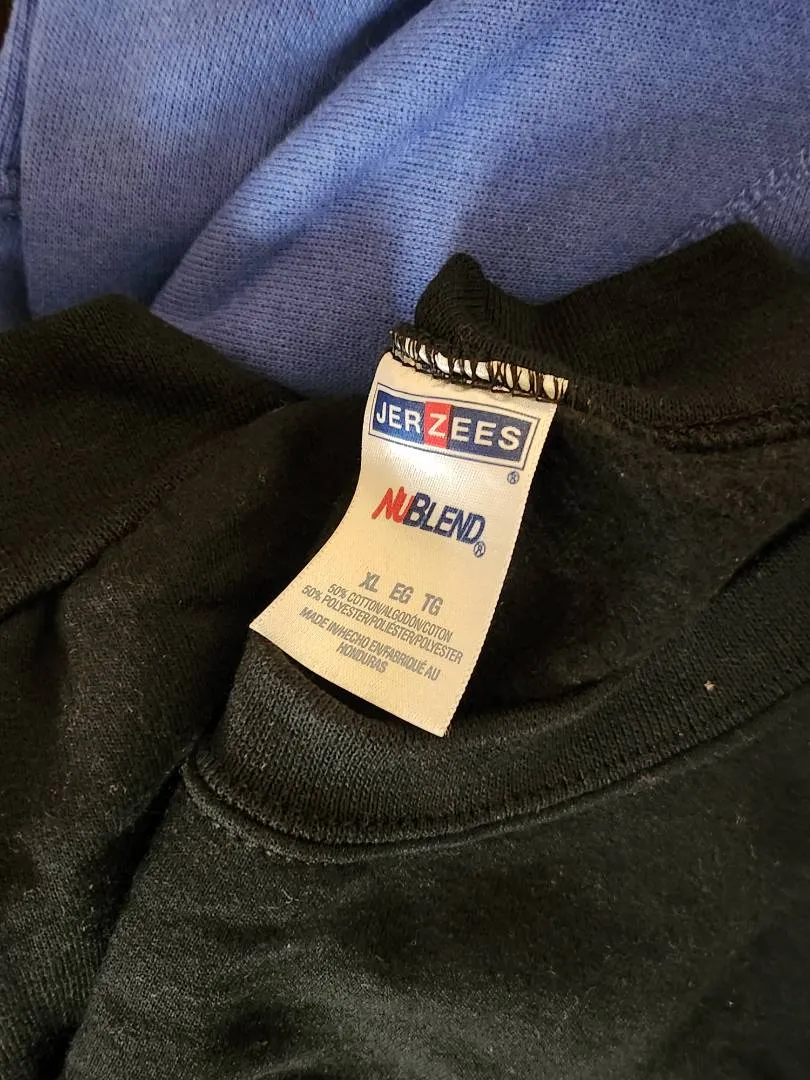 JERZEES
®
NUBLEND®
XL EG TG
50% COTTON/ALGODÓN/COTON
50% POLYESTER/POLIÉSTER/POLYESTER
MADE IN/HECHO EN/FABRIQUÉ AU
HONDURAS